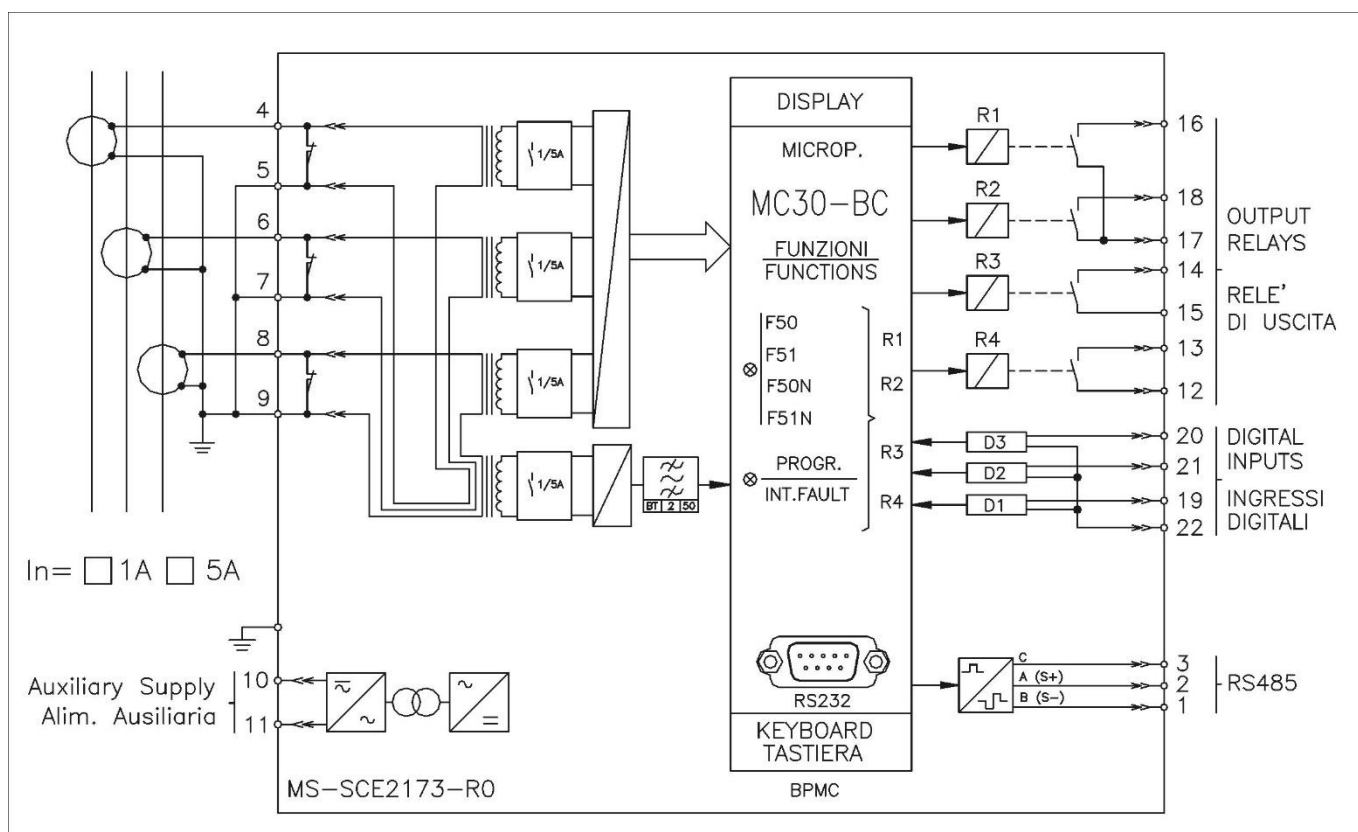 4
5
6
7
8
9
1/5A
1/5A
1/5A
1/5A
BT 2 50
In= 1A 5A
Auxiliary Supply
Alim. Ausiliaria
10
11
MS-SCE2173-R0
DISPLAY
MICROP.
MC30-BC
FUNZIONI
FUNCTIONS
F50
F51
F50N
F51N
R1
R2
R3
R4
PROGR.
INT.FAULT
RS232
KEYBOARD
TASTIERA
BPMC
R1
R2
R3
R4
D3
D2
D1
C
A (S+)
B (S-)
16
18
17
14
15
13
12
20
21
19
22
3
2
1
OUTPUT
RELAYS
RELE'
DI USCITA
DIGITAL
INPUTS
INGRESSI
DIGITALI
RS485